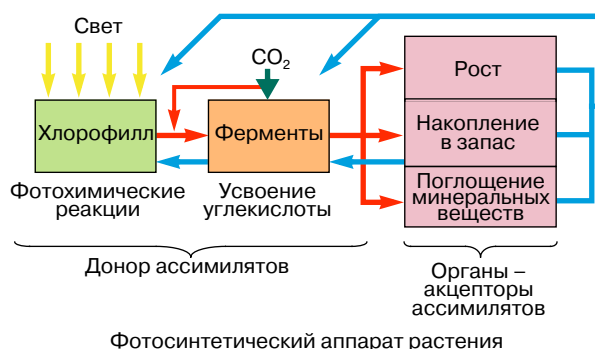 Свет
CO₂
Хлорофилл
Ферменты
Рост
Накопление
в запас
Поглощение
минеральных
веществ
Фотохимические
реакции
Усвоение
углекислоты
Донор ассимилятов
Органы –
акцепторы
ассимилятов
Фотосинтетический аппарат растения